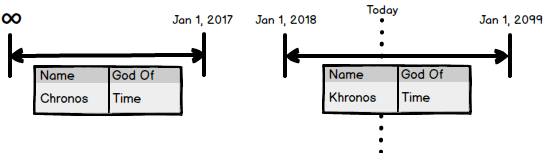 ∞ Jan 1, 2017 Jan 1, 2018 Today Jan 1, 2099
Name God Of Name God Of
Chronos Time Khronos Time